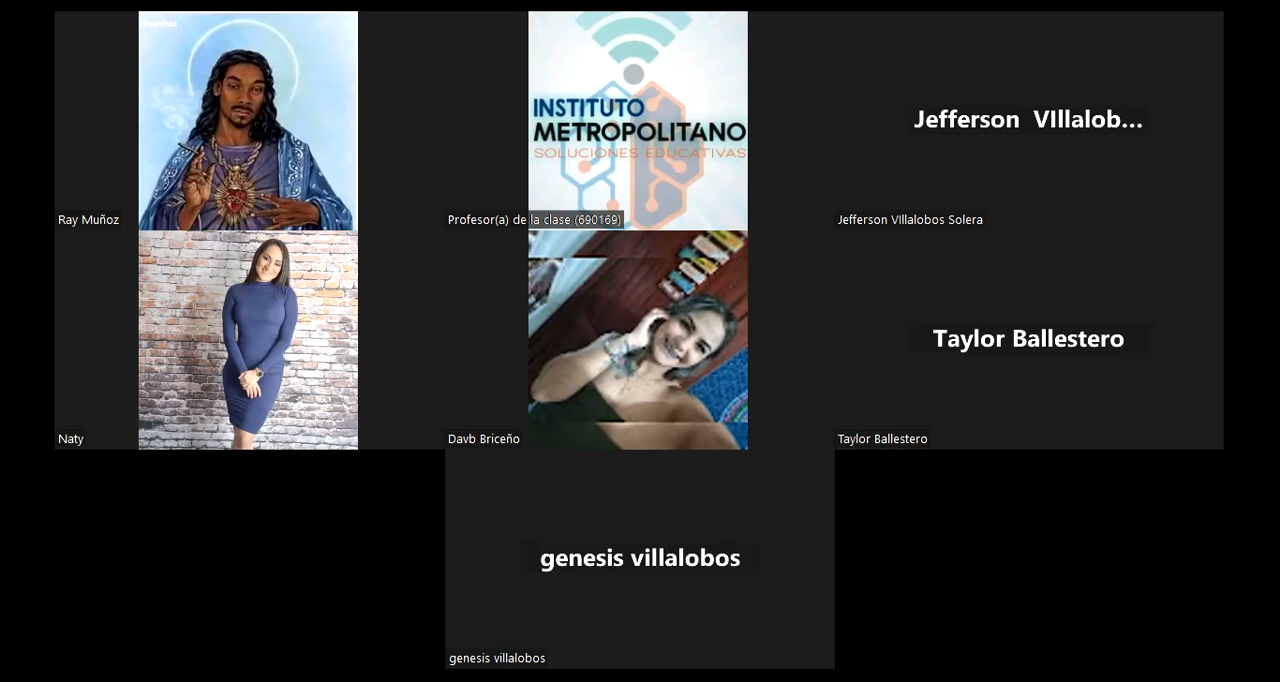 Ray Muñoz
INSTITUTO
METROPOLITANO
SOLUCIONES EDUCATIVAS
Profesor(a) de la clase (690169)
Jefferson VIllalob...
Jefferson VIllalobos Solera
Naty
Davb Briceño
Taylor Ballestero
Taylor Ballestero
genesis villalobos
genesis villalobos